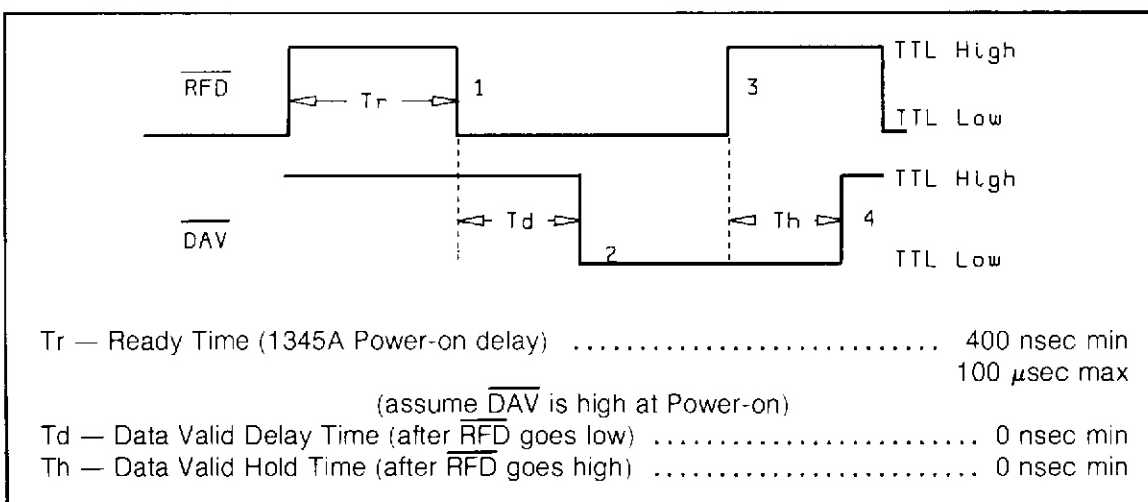 TTL High
RFD
Tr
1
3
TTL Low
TTL High
Td
Th
4
DAV
2
TTL Low
Tr — Ready Time (1345A Power-on delay) ............................. 400 nsec min
100 μsec max
(assume DAV is high at Power-on)
Td — Data Valid Delay Time (after RFD goes low) ......................... 0 nsec min
Th — Data Valid Hold Time (after RFD goes high) ........................ 0 nsec min